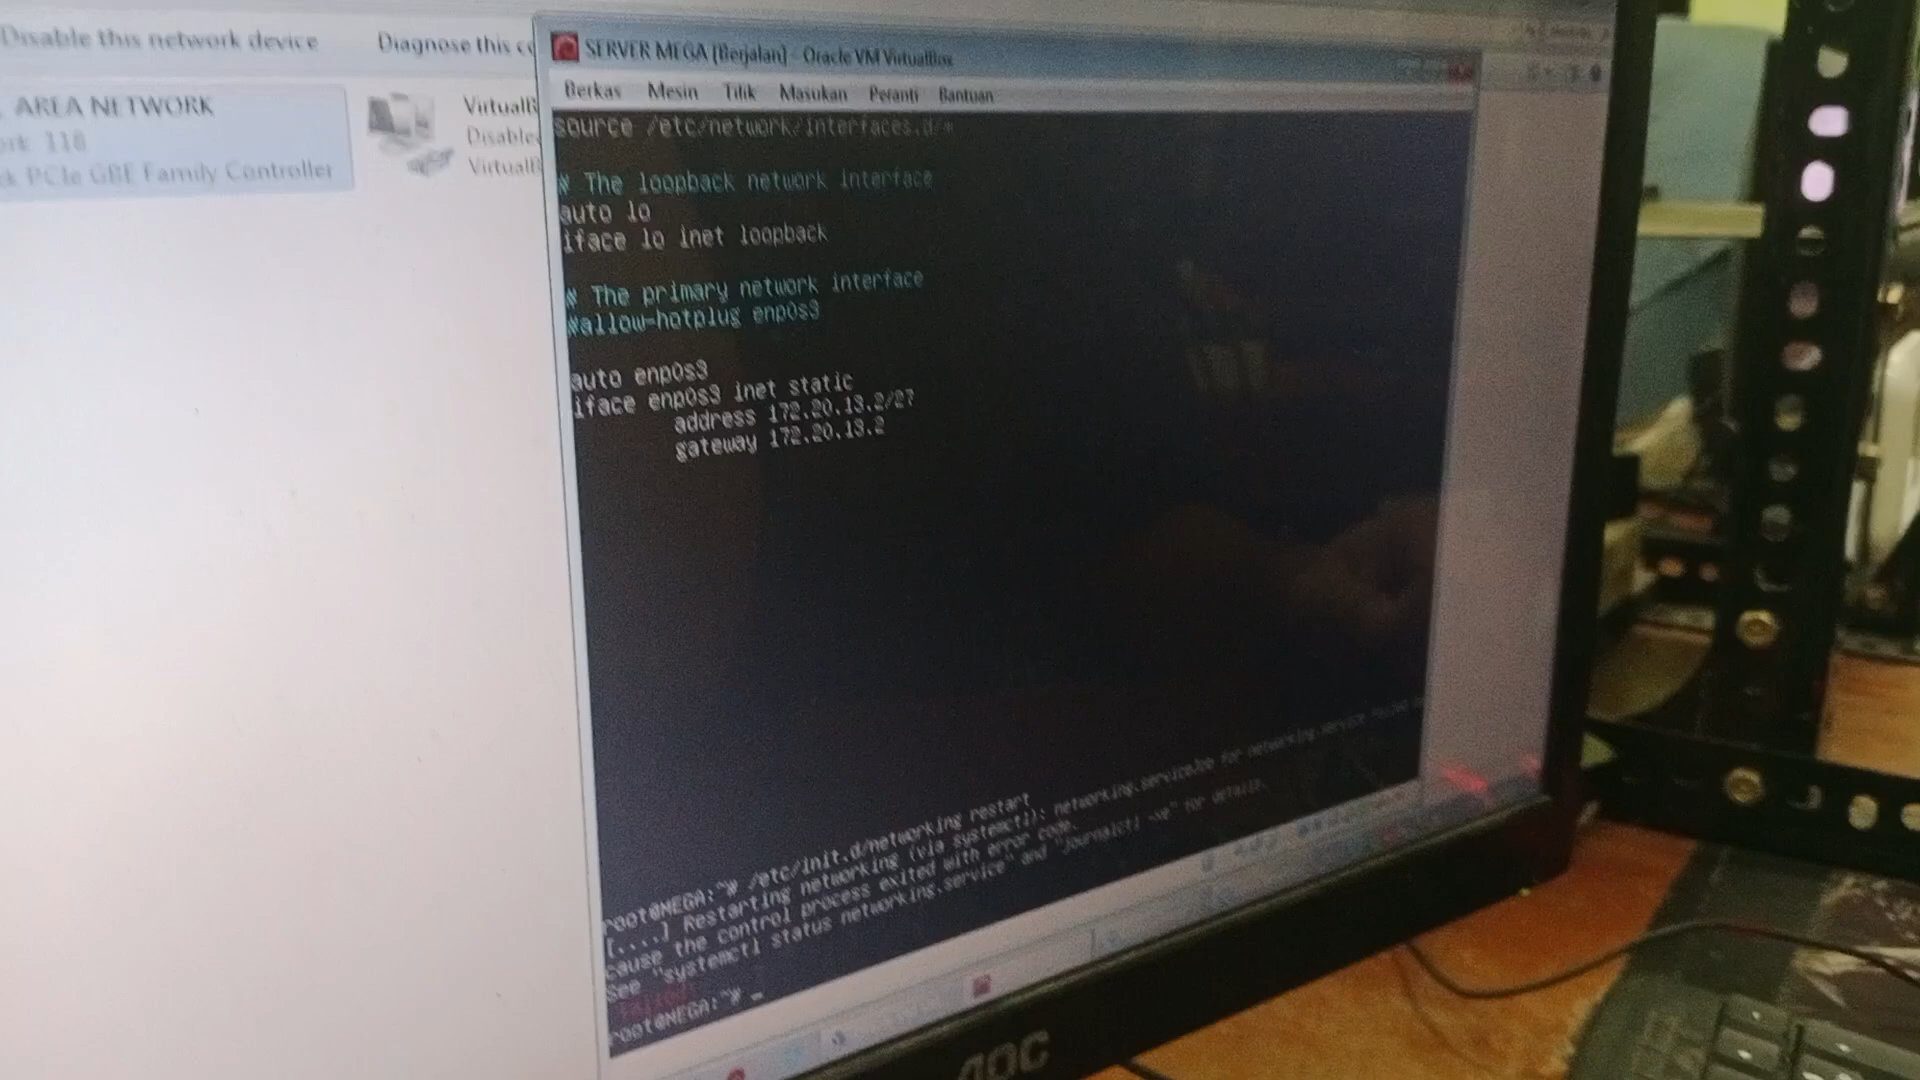 Disable this network device
Diagnose this
AREA NETWORK
118
PCIe GBE Family Controller
SERVER MEGA [Berjalan] - Oracle VM VirtualBox
Berkas Mesin Tilik Masukan Peranti Bantuan
source /etc/network/interfaces.d/*
# The loopback network interface
auto lo
iface lo inet loopback
# The primary network interface
#allow-hotplug enp0s3
auto enp0s3
iface enp0s3 inet static
address 172.20.13.2/27
gateway 172.20.13.2
root@MEGA:~# /etc/init.d/networking restart
[....] Restarting networking (via systemctl): networking.serviceJob for networking.service
cause the control process exited with error code.
See "systemctl status networking.service" and "journalctl -xe" for details.
failed!
root@MEGA:~# _
AOC